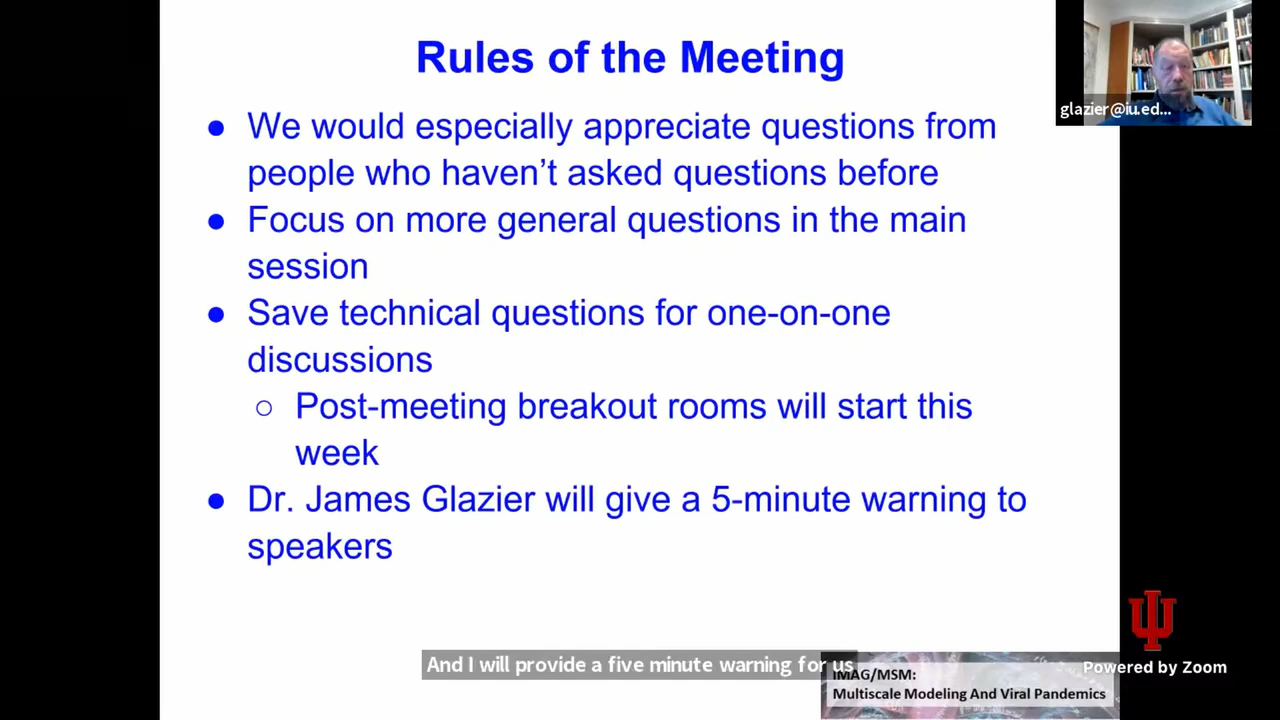 Rules of the Meeting
● We would especially appreciate questions from
people who haven't asked questions before
● Focus on more general questions in the main
session
● Save technical questions for one-on-one
discussions
○ Post-meeting breakout rooms will start this
week
● Dr. James Glazier will give a 5-minute warning to
speakers
glazier@iu.ed...
And I will provide a five minute warning for us
IMAG/MSM:
Multiscale Modeling And Viral Pandemics
Powered by Zoom